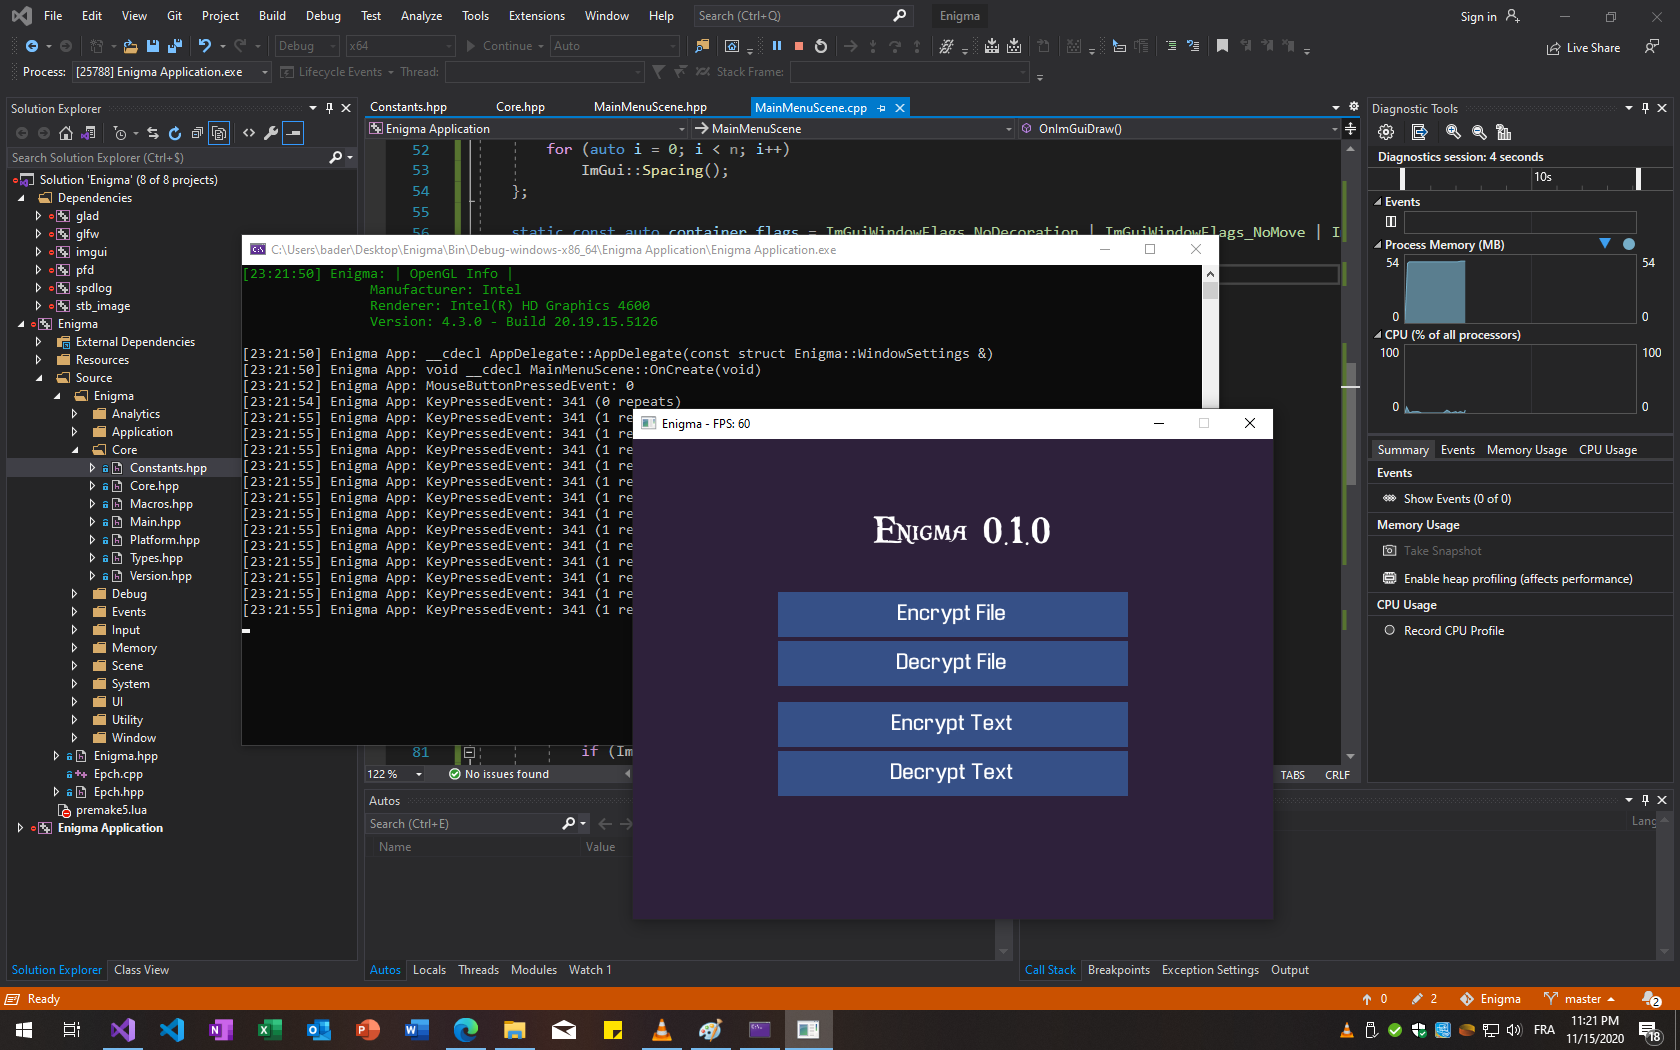 File Edit View Git Project Build Debug Test Analyze Tools Extensions Window Help Search (Ctrl+Q) Enigma Sign in
Debug x64 Continue Auto Live Share
Process: [25788] Enigma Application.exe Lifecycle Events Thread: Stack Frame:
Solution Explorer
Search Solution Explorer (Ctrl+$)
Solution 'Enigma' (8 of 8 projects)
Dependencies
glad
glfw
imgui
pfd
spdlog
stb_image
Enigma
External Dependencies
Resources
Source
Enigma
Analytics
Application
Core
Constants.hpp
Core.hpp
Macros.hpp
Main.hpp
Platform.hpp
Types.hpp
Version.hpp
Debug
Events
Input
Memory
Scene
System
UI
Utility
Window
Enigma.hpp
Epch.cpp
Epch.hpp
premake5.lua
Enigma Application
Solution Explorer Class View
Constants.hpp Core.hpp MainMenuScene.hpp MainMenuScene.cpp
Enigma Application MainMenuScene OnImGuiDraw()
52 for (auto i = 0; i < n; i++)
53 ImGui::Spacing();
54 };
55
56 static const auto container_flags = ImGuiWindowFlags_NoDecoration | ImGuiWindowFlags_NoMove | I
C:\Users\bader\Desktop\Enigma\Bin\Debug-windows-x86_64\Enigma Application\Enigma Application.exe
[23:21:50] Enigma: | OpenGL Info |
Manufacturer: Intel
Renderer: Intel(R) HD Graphics 4600
Version: 4.3.0 - Build 20.19.15.5126
[23:21:50] Enigma App: __cdecl AppDelegate::AppDelegate(const struct Enigma::WindowSettings &)
[23:21:50] Enigma App: void __cdecl MainMenuScene::OnCreate(void)
[23:21:52] Enigma App: MouseButtonPressedEvent: 0
[23:21:54] Enigma App: KeyPressedEvent: 341 (0 repeats)
[23:21:55] Enigma App: KeyPressedEvent: 341 (1 re
[23:21:55] Enigma App: KeyPressedEvent: 341 (1 re
[23:21:55] Enigma App: KeyPressedEvent: 341 (1 re
[23:21:55] Enigma App: KeyPressedEvent: 341 (1 re
[23:21:55] Enigma App: KeyPressedEvent: 341 (1 re
[23:21:55] Enigma App: KeyPressedEvent: 341 (1 re
[23:21:55] Enigma App: KeyPressedEvent: 341 (1 re
[23:21:55] Enigma App: KeyPressedEvent: 341 (1 re
[23:21:55] Enigma App: KeyPressedEvent: 341 (1 re
[23:21:55] Enigma App: KeyPressedEvent: 341 (1 re
[23:21:55] Enigma App: KeyPressedEvent: 341 (1 re
[23:21:55] Enigma App: KeyPressedEvent: 341 (1 re
[23:21:55] Enigma App: KeyPressedEvent: 341 (1 re
Enigma - FPS: 60
Enigma 0.1.0
Encrypt File
Decrypt File
Encrypt Text
Decrypt Text
81 if (Im
122 % No issues found TABS CRLF
Autos
Search (Ctrl+E)
Name Value
Lang
Autos Locals Threads Modules Watch 1
Call Stack Breakpoints Exception Settings Output
Diagnostic Tools
Diagnostics session: 4 seconds
10s
Events
Process Memory (MB)
54 54
0 0
CPU (% of all processors)
100 100
0 0
Summary Events Memory Usage CPU Usage
Events
Show Events (0 of 0)
Memory Usage
Take Snapshot
Enable heap profiling (affects performance)
CPU Usage
Record CPU Profile
Ready 0 2 Enigma master 2
FRA 11:21 PM
11/15/2020
18